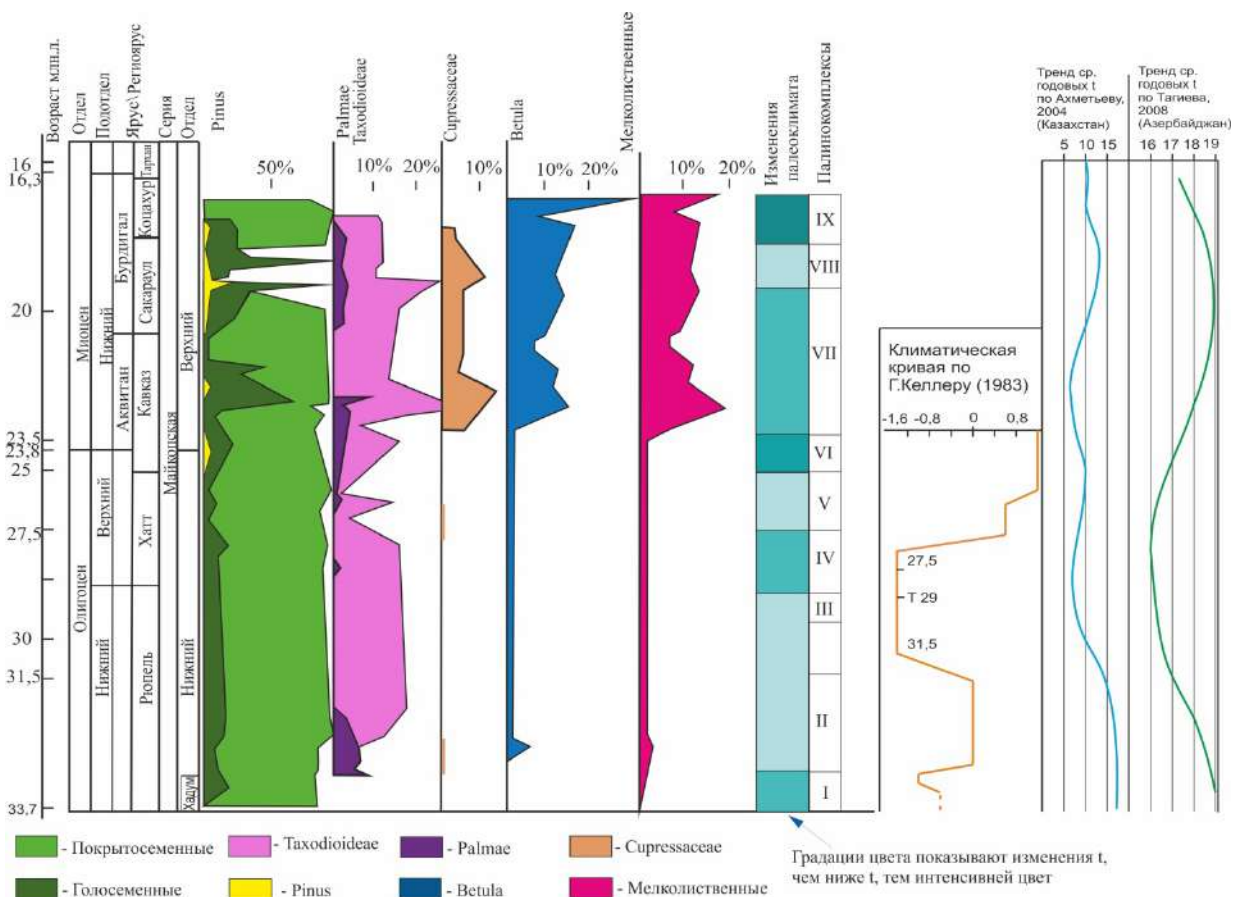 Возраст млн.л.
Отдел
Подотдел
Ярус\Региоярус
Серия
Отдел
Pinus
Palmae
Taxodioideae
Cupressaceae
Betula
Мелколиственные
Изменения
палеоклимата
Палинокомплексы
Тренд ср.
годовых t
по Ахметьеву,
2004
(Казахстан)
Тренд ср.
годовых t
по Тагиева,
2008
(Азербайджан)
50%
10% 20%
10%
10% 20%
10% 20%
5 10 15
16 17 18 19
16
16,3
20
23,5
23,8
25
27,5
30
31,5
33.7
Миоцен
Олигоцен
Нижний
Верхний
Нижний
Бурдигал
Аквитан
Тархан
Коцахур
Сакараул
Кавказ
Хатт
Рюпель
Майкопская
Верхний
Нижний
Хадум
IX
VIII
VII
VI
V
IV
III
II
I
Климатическая
кривая по
Г.Келлеру (1983)
-1,6 -0,8 0 0,8
27,5
Т 29
31,5
- Покрытосеменные
- Taxodioideae
- Palmae
- Cupressaceae
- Голосеменные
- Pinus
- Betula
- Мелколиственные
Градации цвета показывают изменения t,
чем ниже t, тем интенсивней цвет